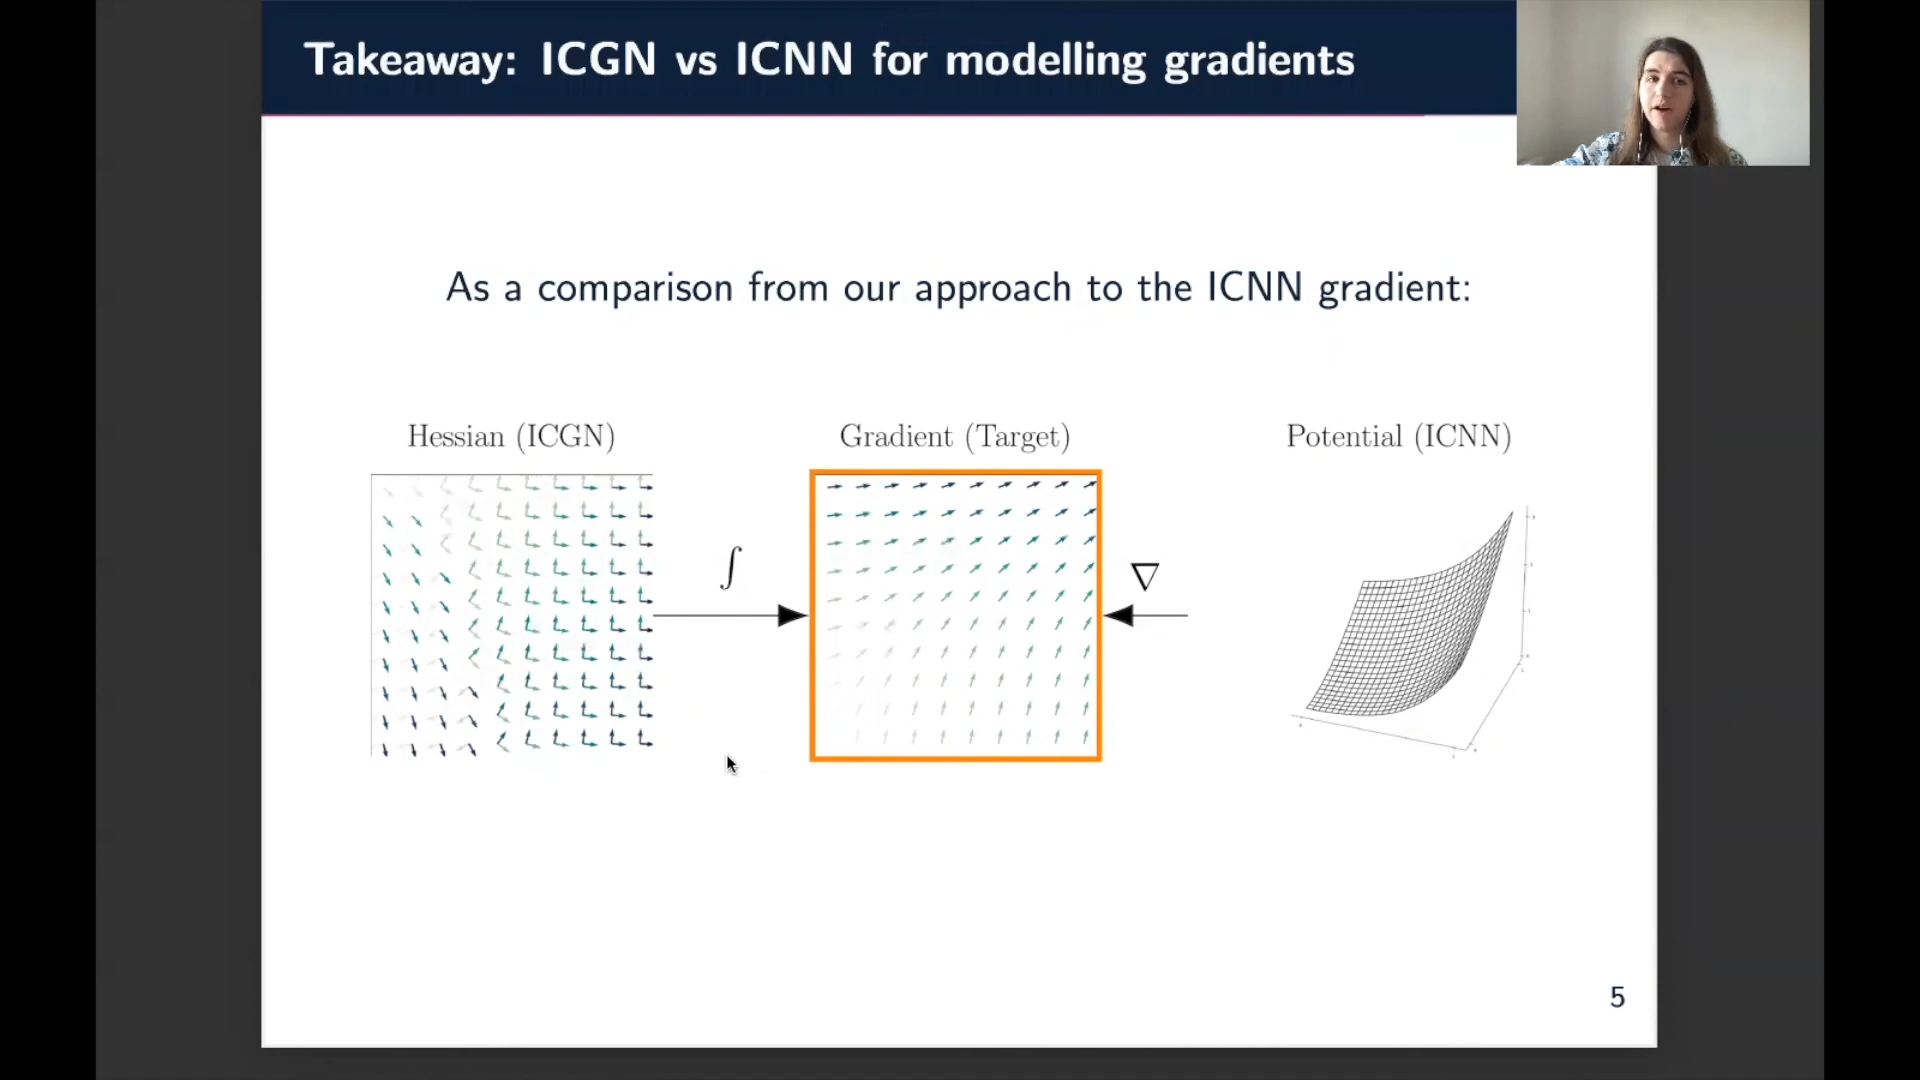 Takeaway: ICGN vs ICNN for modelling gradients
As a comparison from our approach to the ICNN gradient:
Hessian (ICGN)
Gradient (Target)
Potential (ICNN)
∫
∇
5